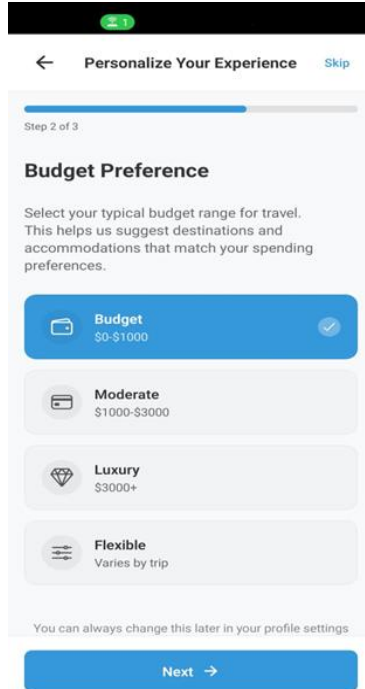 1
Personalize Your Experience Skip
Step 2 of 3
Budget Preference
Select your typical budget range for travel.
This helps us suggest destinations and
accommodations that match your spending
preferences.
Budget
$0-$1000
Moderate
$1000-$3000
Luxury
$3000+
Flexible
Varies by trip
You can always change this later in your profile settings
Next →